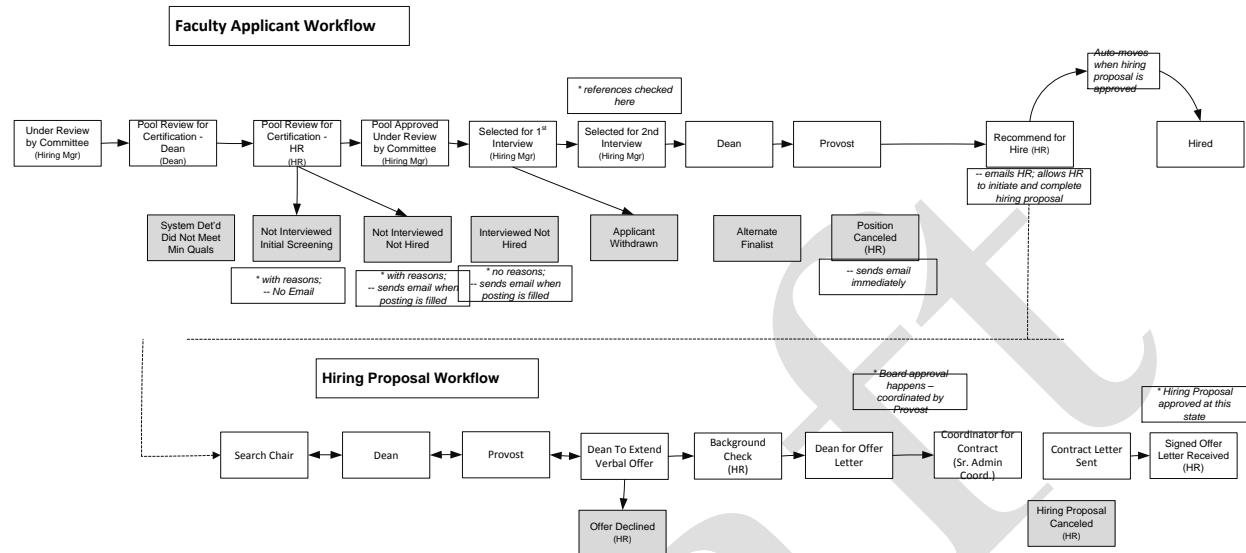 Faculty Applicant Workflow
* references checked
here
Auto-moves
when hiring
proposal is
approved
Under Review
by Committee
(Hiring Mgr)
Pool Review for
Certification -
Dean
(Dean)
Pool Review for
Certification -
HR
(HR)
Pool Approved
Under Review
by Committee
(Hiring Mgr)
Selected for 1st
Interview
(Hiring Mgr)
Selected for 2nd
Interview
(Hiring Mgr)
Dean
Provost
Recommend for
Hire (HR)
Hired
-- emails HR; allows HR
to initiate and complete
hiring proposal
System Det'd
Did Not Meet
Min Quals
Not Interviewed
Initial Screening
Not Interviewed
Not Hired
Interviewed Not
Hired
Applicant
Withdrawn
Alternate
Finalist
Position
Canceled
(HR)
* with reasons;
-- No Email
* with reasons;
-- sends email when
posting is filled
* no reasons;
-- sends email when
posting is filled
-- sends email
immediately
Hiring Proposal Workflow
* Board approval
happens –
coordinated by
Provost
* Hiring Proposal
approved at this
state
Search Chair
Dean
Provost
Dean To Extend
Verbal Offer
Background
Check
(HR)
Dean for Offer
Letter
Coordinator for
Contract
(Sr. Admin
Coord.)
Contract Letter
Sent
Signed Offer
Letter Received
(HR)
Offer Declined
(HR)
Hiring Proposal
Canceled
(HR)
ft